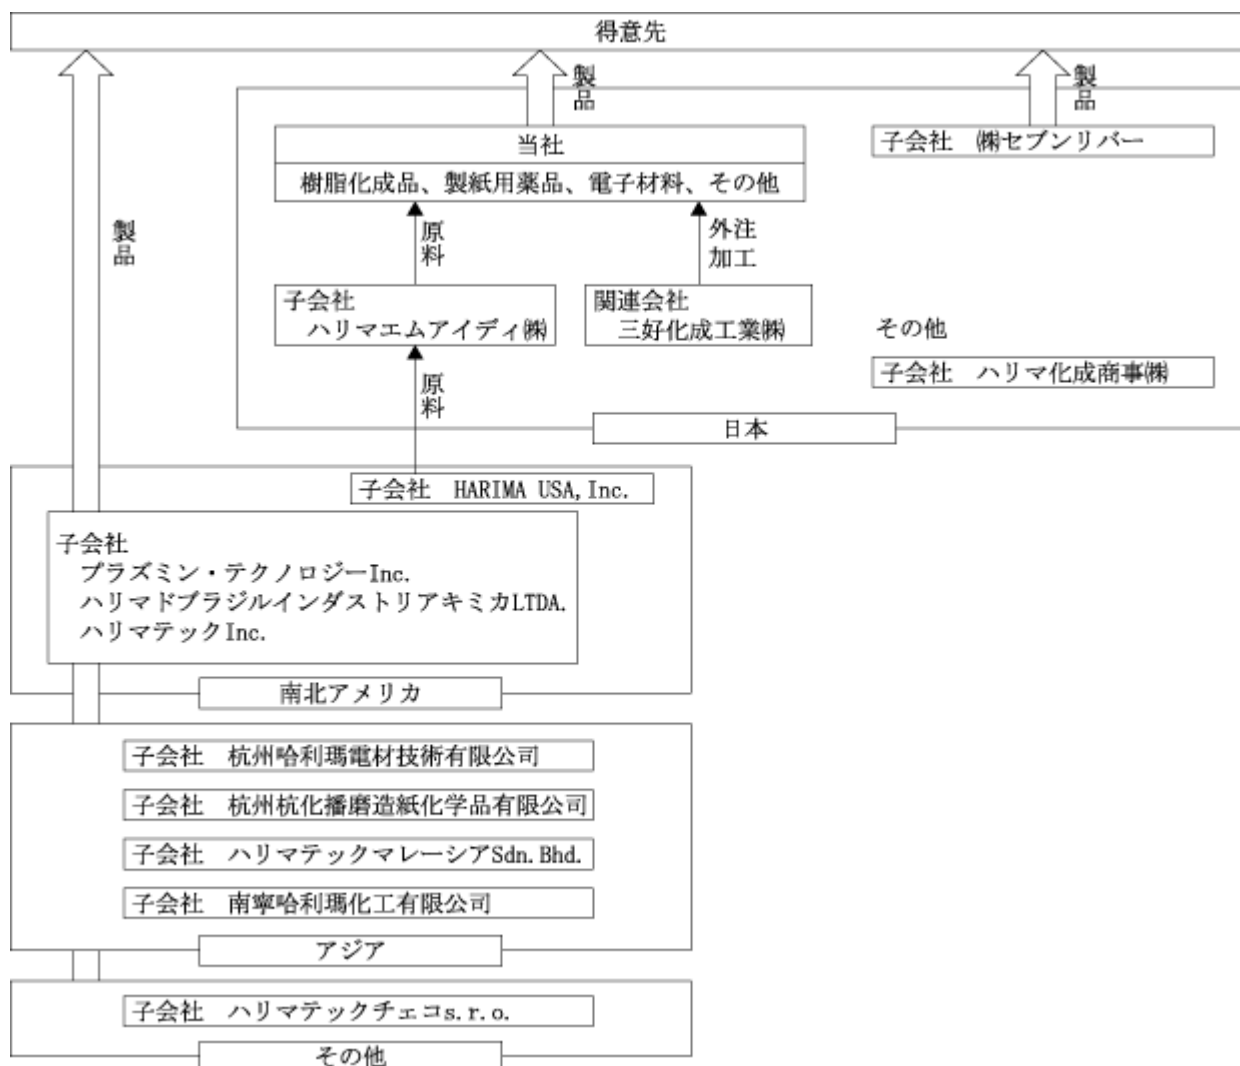 得意先
製品
製品
製品
当社
樹脂化成品、製紙用薬品、電子材料、その他
子会社　㈱セブンリバー
原料
外注加工
子会社
ハリマエムアイディ㈱
関連会社
三好化成工業㈱
その他
子会社　ハリマ化成商事㈱
原料
日本
子会社　HARIMA USA,Inc.
子会社
プラズミン・テクノロジーInc.
ハリマドブラジルインダストリアキミカLTDA.
ハリマテックInc.
南北アメリカ
子会社　杭州哈利瑪電材技術有限公司
子会社　杭州杭化播磨造紙化学品有限公司
子会社　ハリマテックマレーシアSdn.Bhd.
子会社　南寧哈利瑪化工有限公司
アジア
子会社　ハリマテックチェコs.r.o.
その他